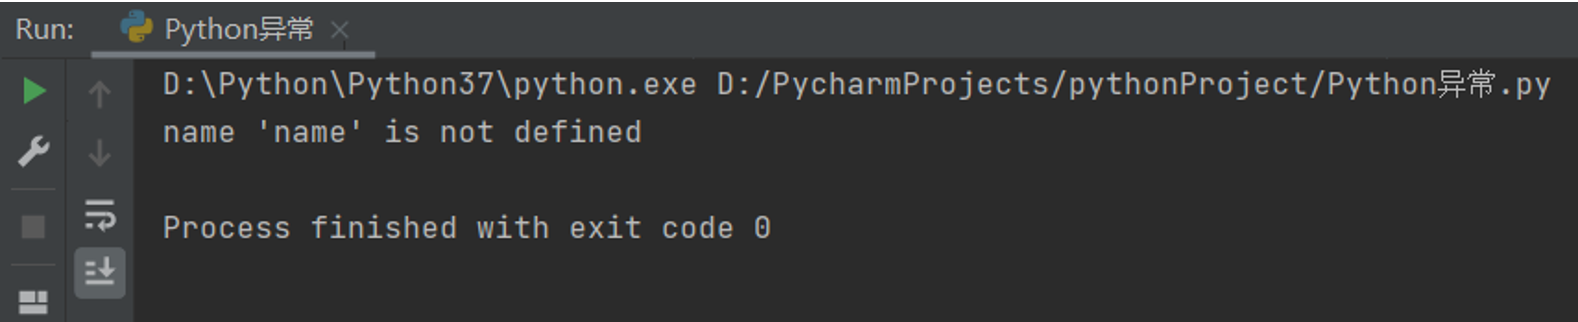 Run: Python异常
D:\Python\Python37\python.exe D:/PycharmProjects/pythonProject/Python异常.py
name 'name' is not defined
Process finished with exit code 0